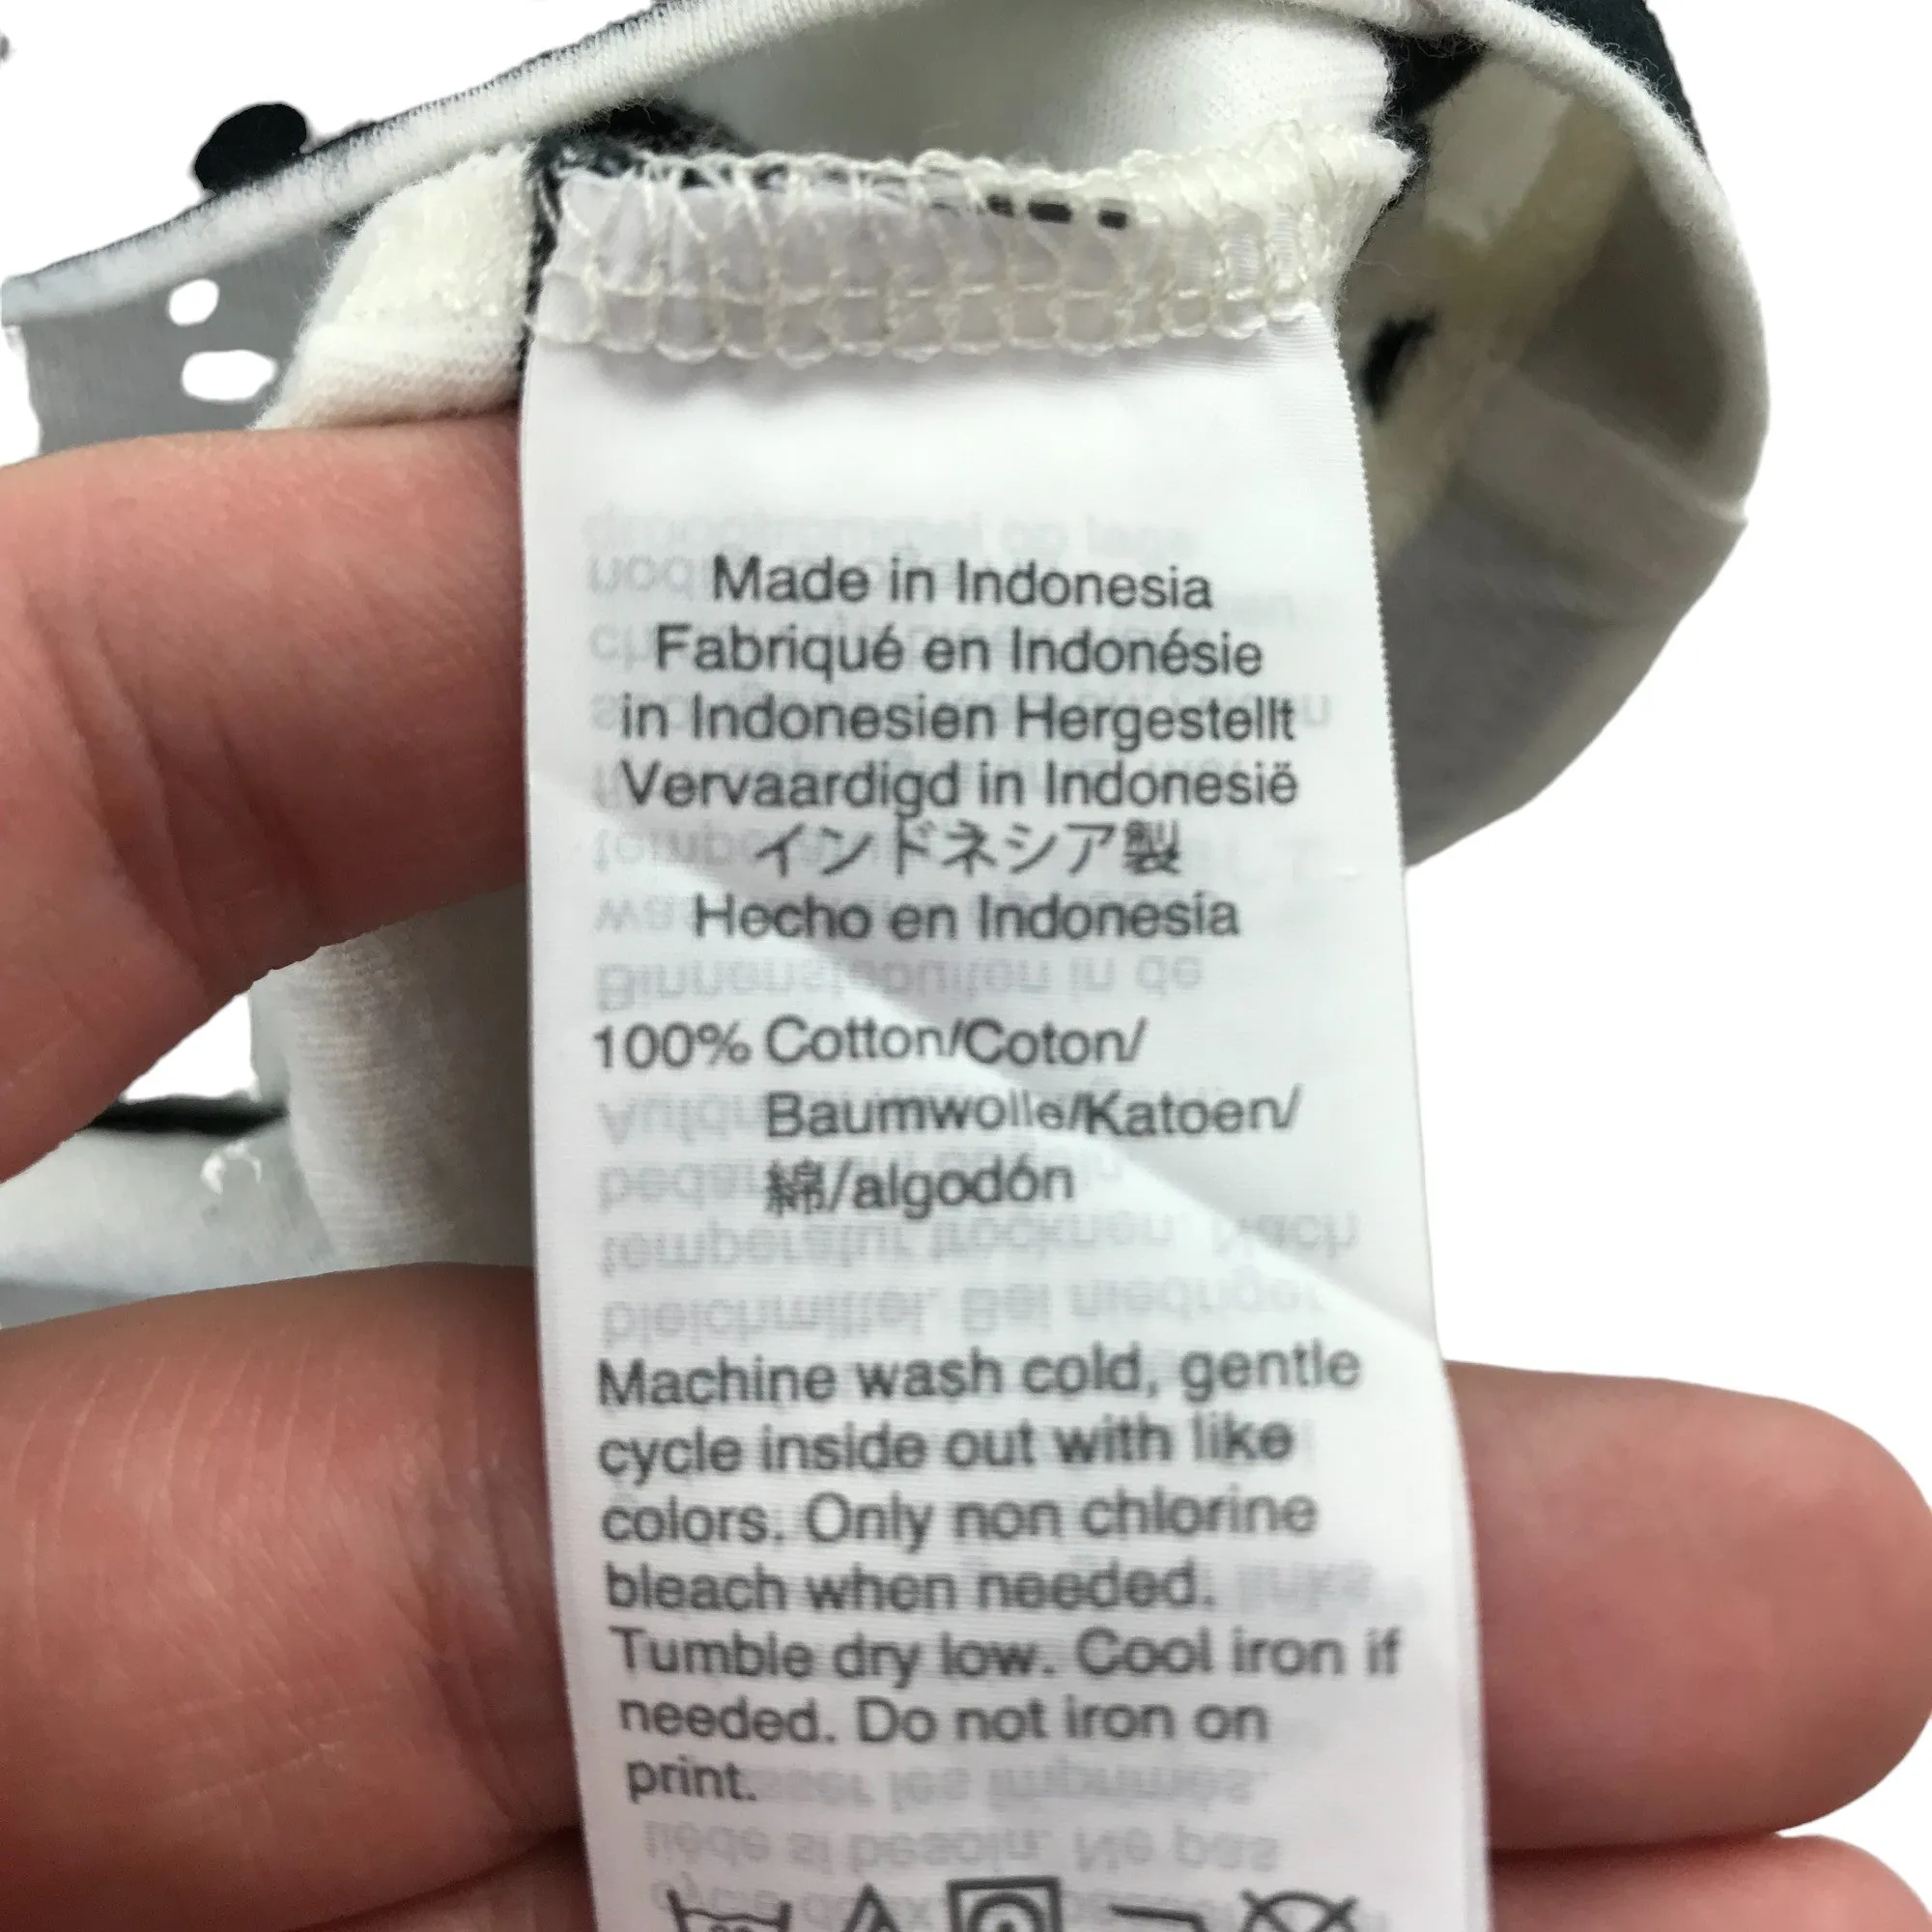 Made in Indonesia
Fabriqué en Indonésie
in Indonesien Hergestellt
Vervaardigd in Indonesië
インドネシア製
Hecho en Indonesia
100% Cotton/Coton/
Baumwolle/Katoen/
綿/algodón
Machine wash cold, gentle
cycle inside out with like
colors. Only non chlorine
bleach when needed.
Tumble dry low. Cool iron if
needed. Do not iron on
print.